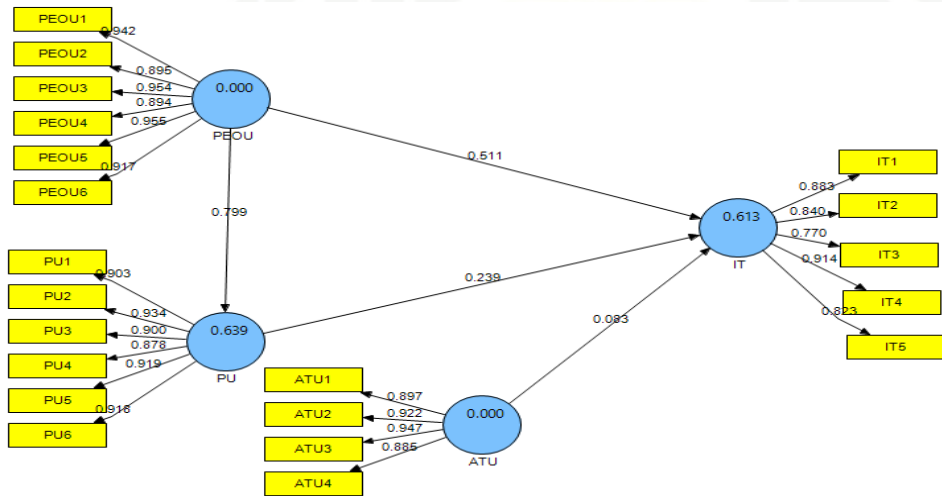 PEOU1
0.942
PEOU2
0.895
PEOU3
0.954
PEOU4
0.894
PEOU5
0.955
PEOU6
0.917
0.000
PEOU
0.511
0.799
IT1
0.883
IT2
0.840
0.613
IT
IT3
0.770
IT4
0.914
IT5
0.823
PU1
0.903
PU2
0.934
PU3
0.900
PU4
0.878
PU5
0.919
PU6
0.918
0.639
PU
0.239
0.083
ATU1
0.897
ATU2
0.922
ATU3
0.947
ATU4
0.885
0.000
ATU